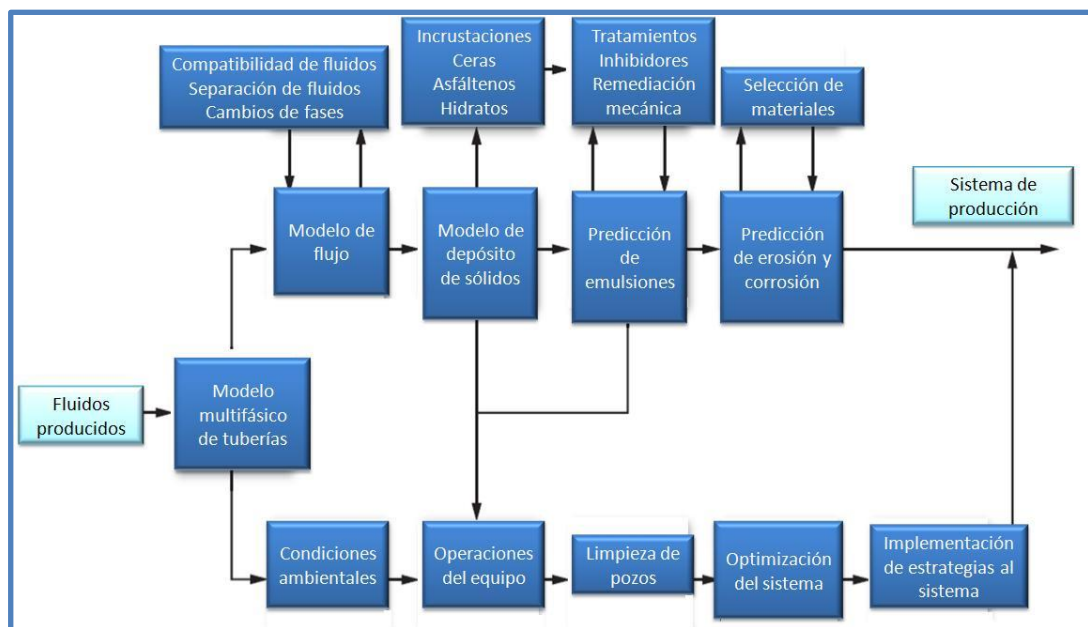 Compatibilidad de fluidos
Separación de fluidos
Cambios de fases
Incrustaciones
Ceras
Asfáltenos
Hidratos
Tratamientos
Inhibidores
Remediación
mecánica
Selección de
materiales
Sistema de
producción
Modelo de
flujo
Modelo de
depósito
de sólidos
Predicción
de
emulsiones
Predicción
de erosión y
corrosión
Fluidos
producidos
Modelo
multifásico
de tuberías
Condiciones
ambientales
Operaciones
del equipo
Limpieza de
pozos
Optimización
del sistema
Implementación
de estrategias al
sistema